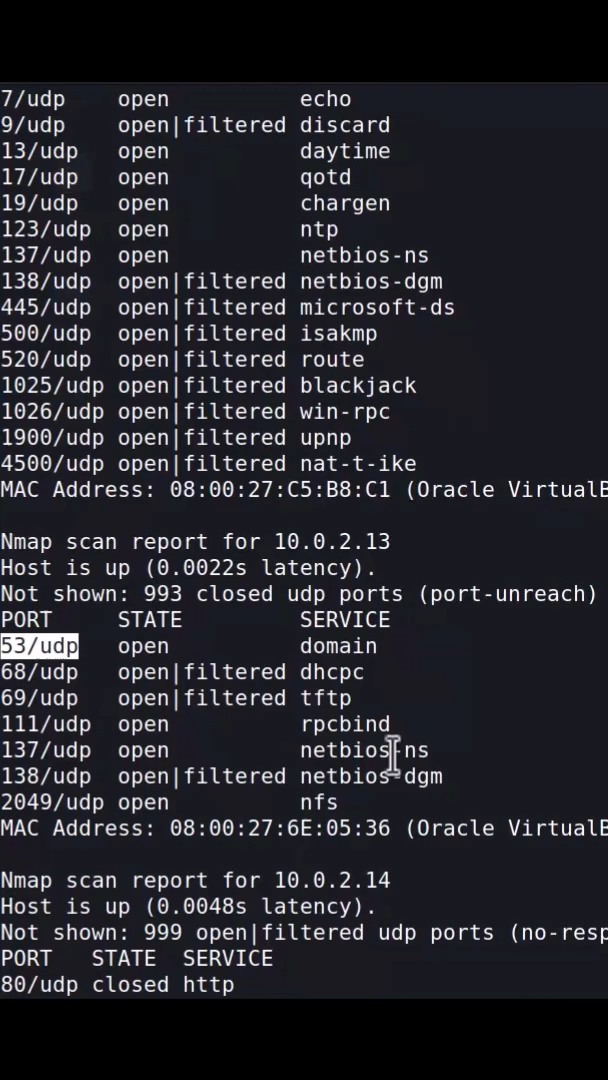 7/udp    open          echo
9/udp    open|filtered discard
13/udp   open          daytime
17/udp   open          qotd
19/udp   open          chargen
123/udp  open          ntp
137/udp  open          netbios-ns
138/udp  open|filtered netbios-dgm
445/udp  open|filtered microsoft-ds
500/udp  open|filtered isakmp
520/udp  open|filtered route
1025/udp open|filtered blackjack
1026/udp open|filtered win-rpc
1900/udp open|filtered upnp
4500/udp open|filtered nat-t-ike
MAC Address: 08:00:27:C5:B8:C1 (Oracle VirtualB
Nmap scan report for 10.0.2.13
Host is up (0.0022s latency).
Not shown: 993 closed udp ports (port-unreach)
PORT     STATE         SERVICE
53/udp   open          domain
68/udp   open|filtered dhcpc
69/udp   open|filtered tftp
111/udp  open          rpcbind
137/udp  open          netbios-ns
138/udp  open|filtered netbios-dgm
2049/udp open          nfs
MAC Address: 08:00:27:6E:05:36 (Oracle VirtualB
Nmap scan report for 10.0.2.14
Host is up (0.0048s latency).
Not shown: 999 open|filtered udp ports (no-resp
PORT   STATE  SERVICE
80/udp closed http